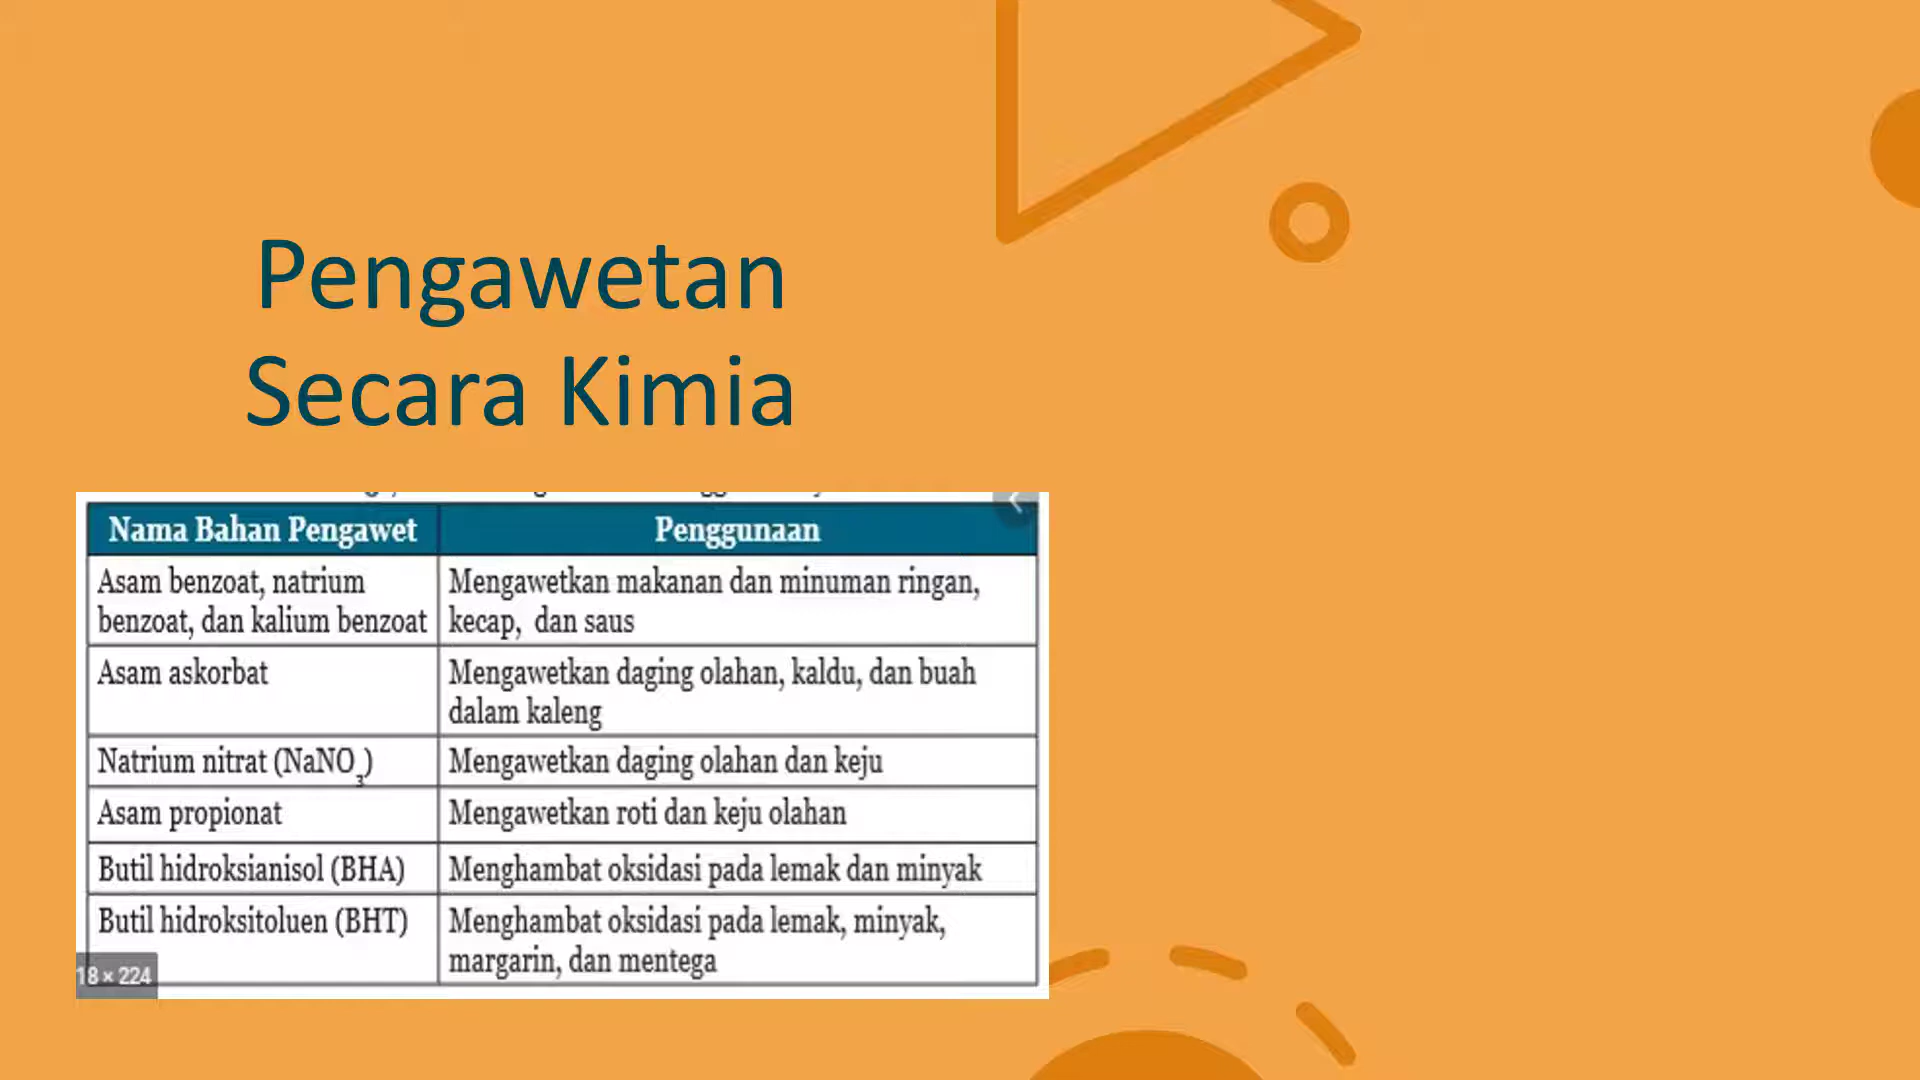 Pengawetan
Secara Kimia
Nama Bahan Pengawet
Penggunaan
Asam benzoat, natrium
benzoat, dan kalium benzoat
Mengawetkan makanan dan minuman ringan,
kecap, dan saus
Asam askorbat
Mengawetkan daging olahan, kaldu, dan buah
dalam kaleng
Natrium nitrat (NaNO₃)
Mengawetkan daging olahan dan keju
Asam propionat
Mengawetkan roti dan keju olahan
Butil hidroksianisol (BHA)
Menghambat oksidasi pada lemak dan minyak
Butil hidroksitoluen (BHT)
Menghambat oksidasi pada lemak, minyak,
margarin, dan mentega
18 × 224